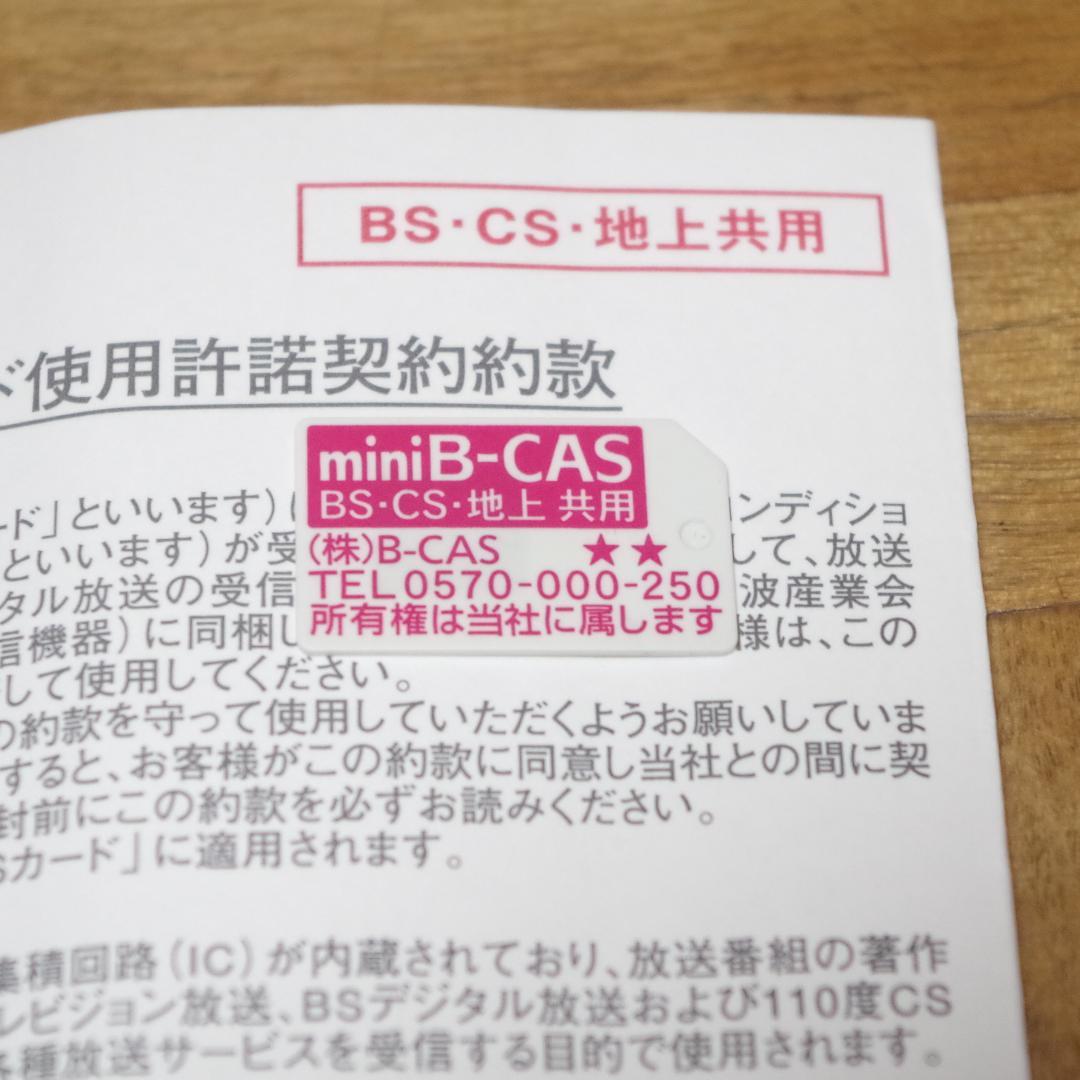 BS・CS・地上共用
ド使用許諾契約約款
miniB-CAS
BS・CS・地上 共用
(株)B-CAS ★★
TEL0570-000-250
所有権は当社に属します
ード」といいます) ンディショ
といいます)が受 して、放送
タル放送の受信 波産業会
信機器)に同梱し 様は、この
して使用してください。
の約款を守って使用していただくようお願いしていま
すると、お客様がこの約款に同意し当社との間に契
封前にこの約款を必ずお読みください。
Sカード」に適用されます。
集積回路(IC)が内蔵されており、放送番組の著作
レビジョン放送、BSデジタル放送および110度CS
各種放送サービスを受信する目的で使用されます。